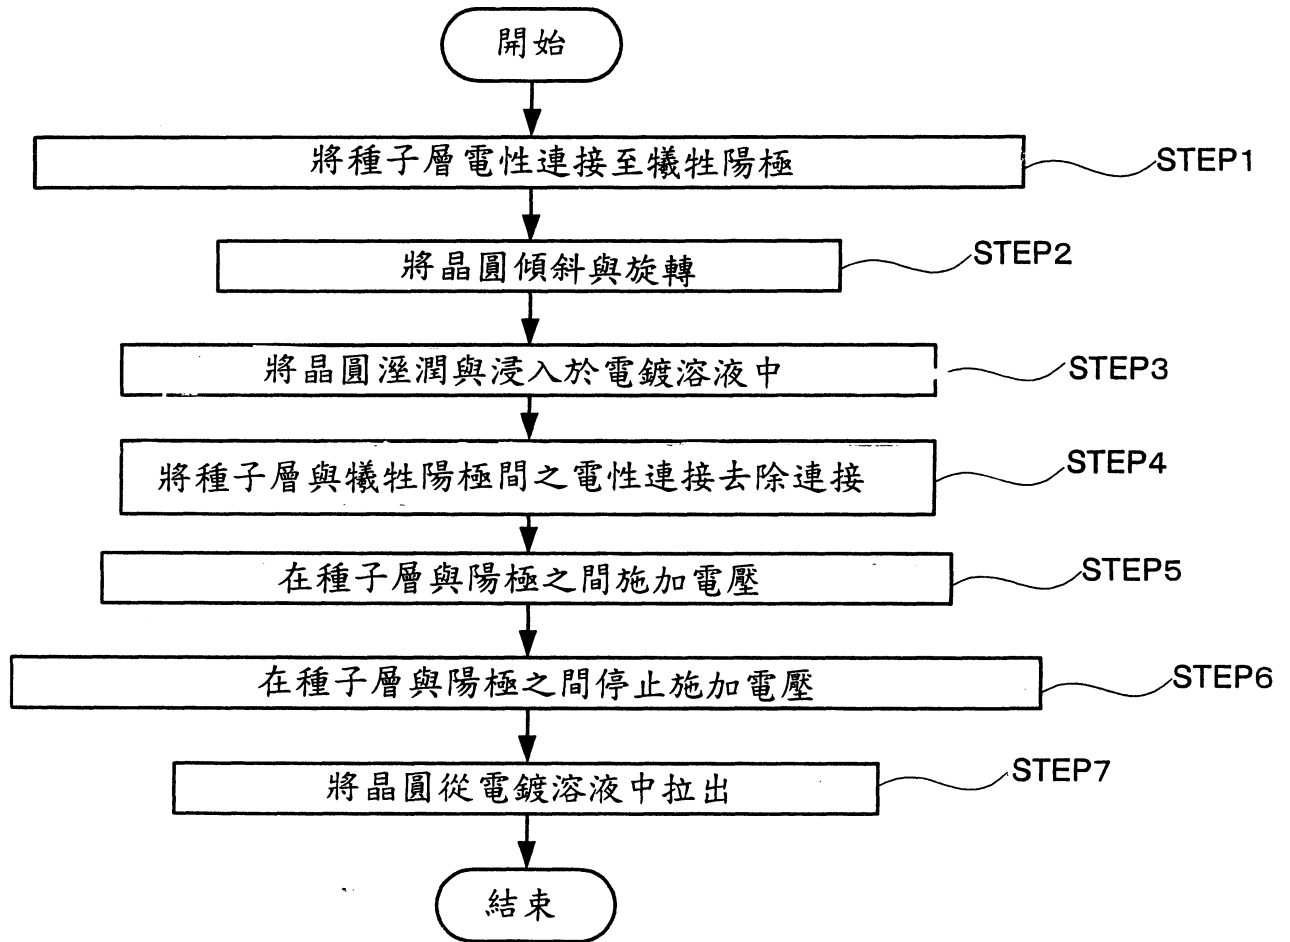 開始
將種子層電性連接至犧牲陽極
STEP1
將晶圓傾斜與旋轉
STEP2
將晶圓溼潤與浸入於電鍍溶液中
STEP3
將種子層與犧牲陽極間之電性連接去除連接
STEP4
在種子層與陽極之間施加電壓
STEP5
在種子層與陽極之間停止施加電壓
STEP6
將晶圓從電鍍溶液中拉出
STEP7
結束